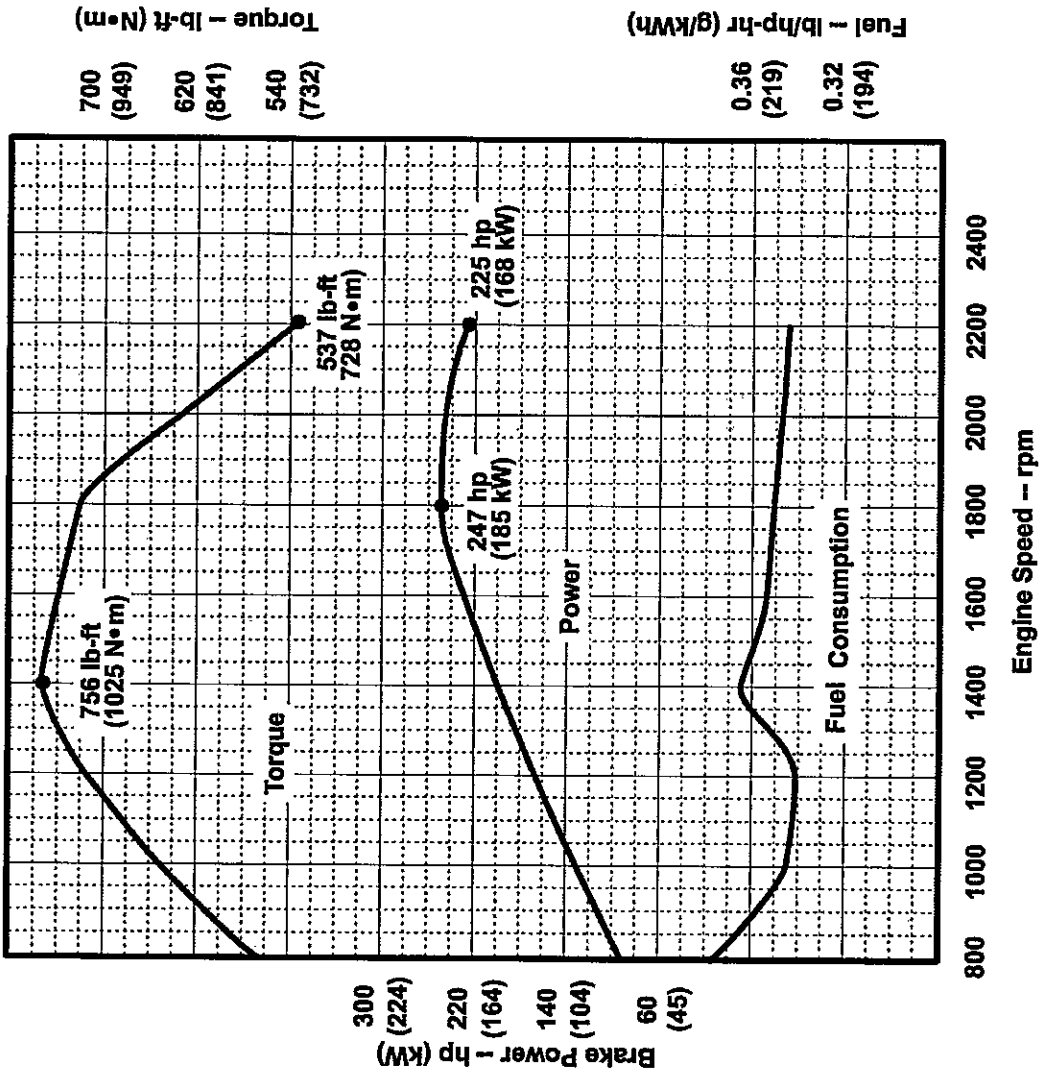 Torque – lb-ft (N•m)
700
(949)
620
(841)
540
(732)
756 lb-ft
(1025 N•m)
Torque
537 lb-ft
728 N•m)
300
(224)
220
(164)
140
(104)
60
(45)
Brake Power – hp (kW)
247 hp
(185 kW)
225 hp
(168 kW)
Power
Fuel – lb/hp-hr (g/kWh)
0.36
(219)
0.32
(194)
Fuel Consumption
800
1000
1200
1400
1600
1800
2000
2200
2400
Engine Speed – rpm